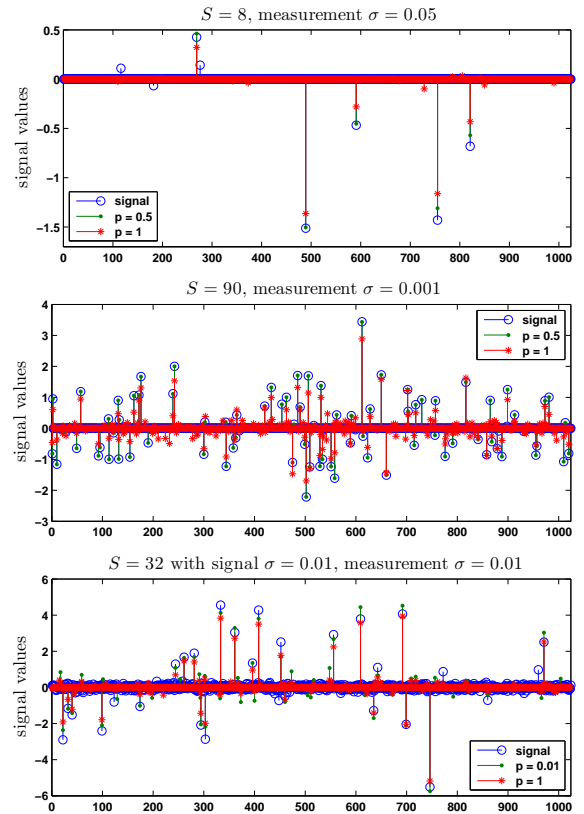 S = 8, measurement σ = 0.05
0.5
0
−0.5
−1
−1.5
signal values
signal
p = 0.5
p = 1
0 100 200 300 400 500 600 700 800 900 1000
S = 90, measurement σ = 0.001
4
3
2
1
0
−1
−2
−3
signal values
signal
p = 0.5
p = 1
0 100 200 300 400 500 600 700 800 900 1000
S = 32 with signal σ = 0.01, measurement σ = 0.01
6
4
2
0
−2
−4
−6
signal values
signal
p = 0.01
p = 1
0 100 200 300 400 500 600 700 800 900 1000